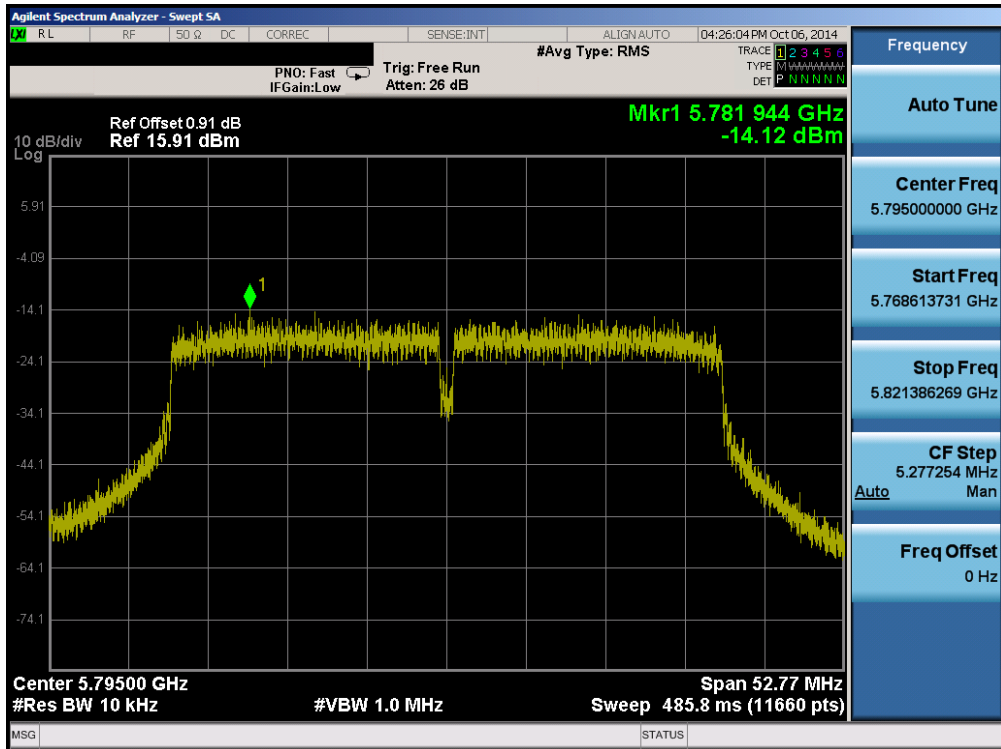 Agilent Spectrum Analyzer - Swept SA
LXI RL RF 50 Ω DC CORREC SENSE:INT ALIGN AUTO 04:26:04 PM Oct 06, 2014
#Avg Type: RMS
TRACE 1 2 3 4 5 6
PNO: Fast Trig: Free Run
TYPE M
IFGain:Low Atten: 26 dB
DET P N N N N N
Mkr1 5.781 944 GHz
-14.12 dBm
Ref Offset 0.91 dB
10 dB/div Ref 15.91 dBm
Log
5.91
-4.09
-14.1
-24.1
-34.1
-44.1
-54.1
-64.1
-74.1
1
Center 5.79500 GHz Span 52.77 MHz
#Res BW 10 kHz #VBW 1.0 MHz Sweep 485.8 ms (11660 pts)
MSG STATUS
Frequency
Auto Tune
Center Freq
5.795000000 GHz
Start Freq
5.768613731 GHz
Stop Freq
5.821386269 GHz
CF Step
5.277254 MHz
Auto Man
Freq Offset
0 Hz